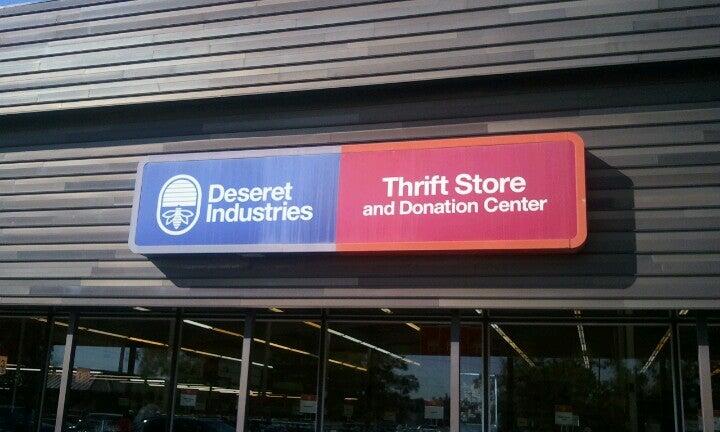 Deseret
Industries
Thrift Store
and Donation Center